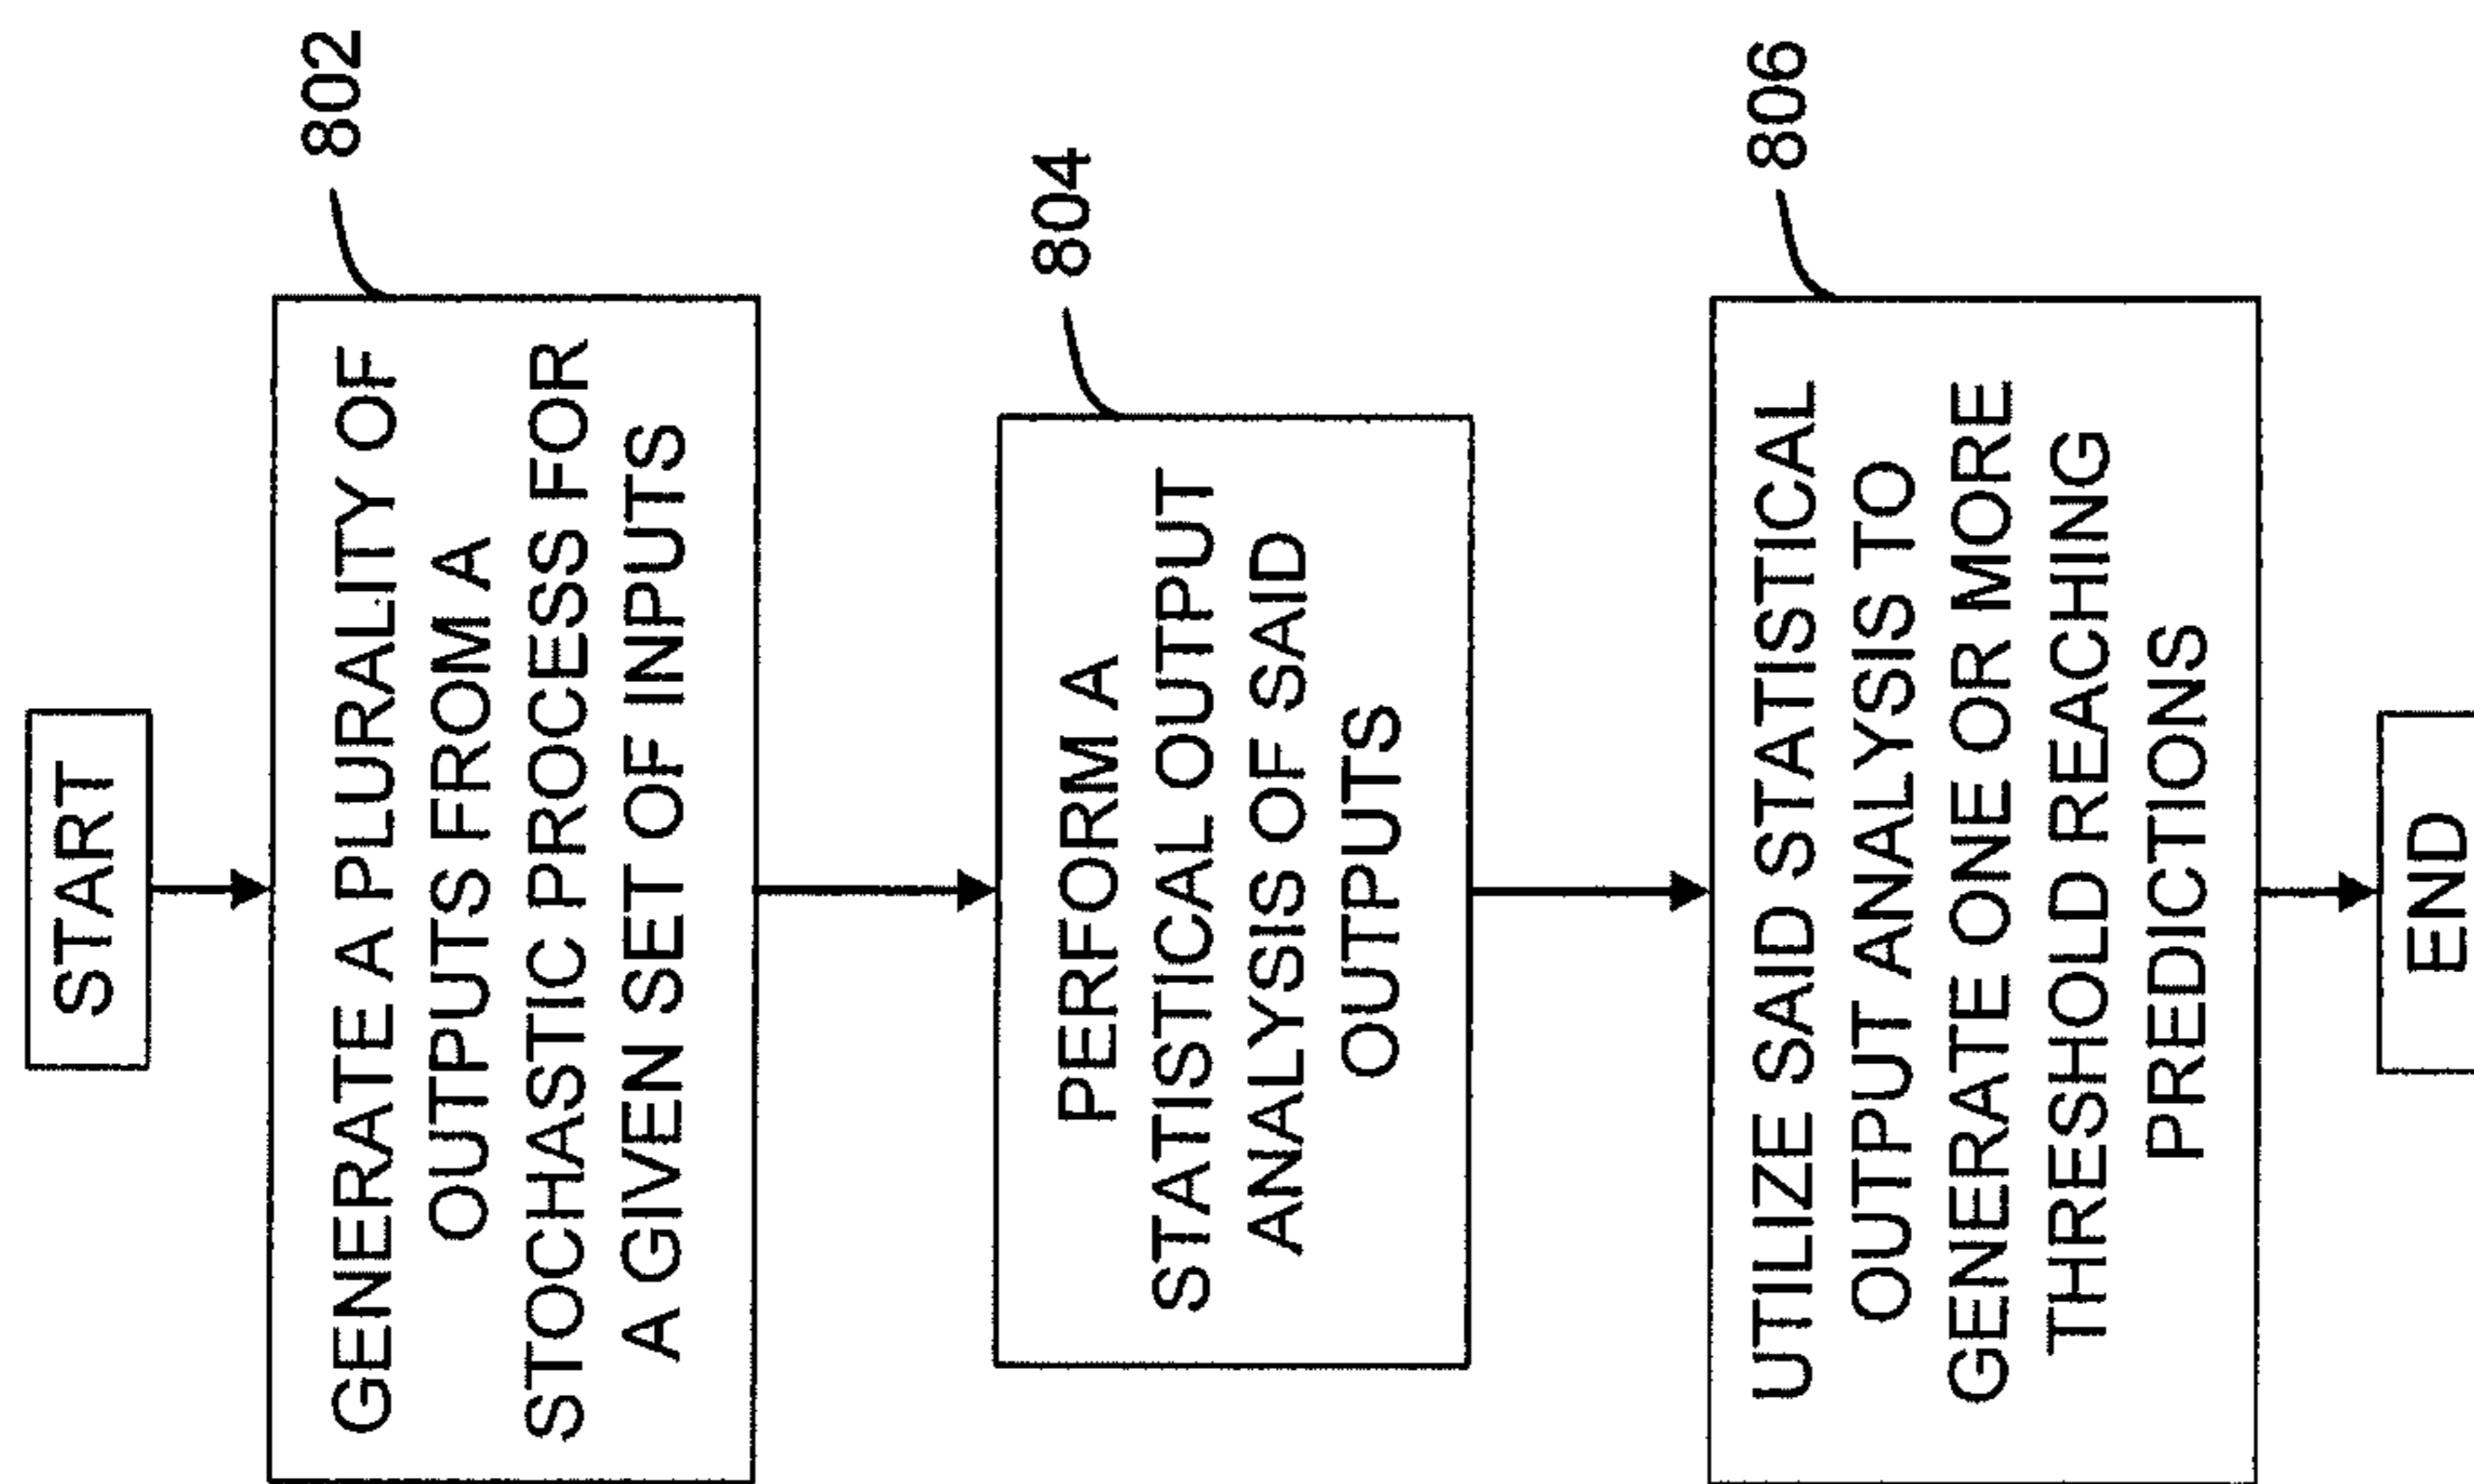 START
802
GENERATE A PLURALITY OF
OUTPUTS FROM A
STOCHASTIC PROCESS FOR
A GIVEN SET OF INPUTS
804
PERFORM A
STATISTICAL OUTPUT
ANALYSIS OF SAID
OUTPUTS
806
UTILIZE SAID STATISTICAL
OUTPUT ANALYSIS TO
GENERATE ONE OR MORE
THRESHOLD REACHING
PREDICTIONS
END